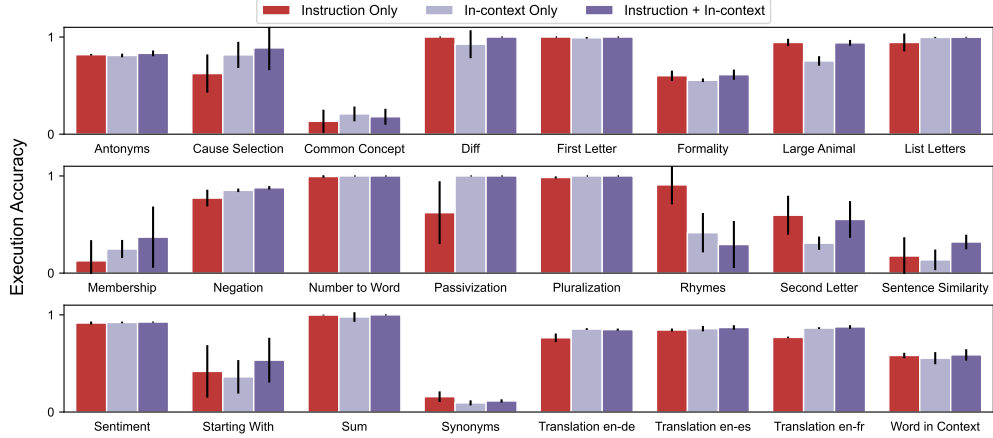 Instruction Only In-context Only Instruction + In-context
Execution Accuracy
1
0
Antonyms Cause Selection Common Concept Diff First Letter Formality Large Animal List Letters
1
0
Membership Negation Number to Word Passivization Pluralization Rhymes Second Letter Sentence Similarity
1
0
Sentiment Starting With Sum Synonyms Translation en-de Translation en-es Translation en-fr Word in Context